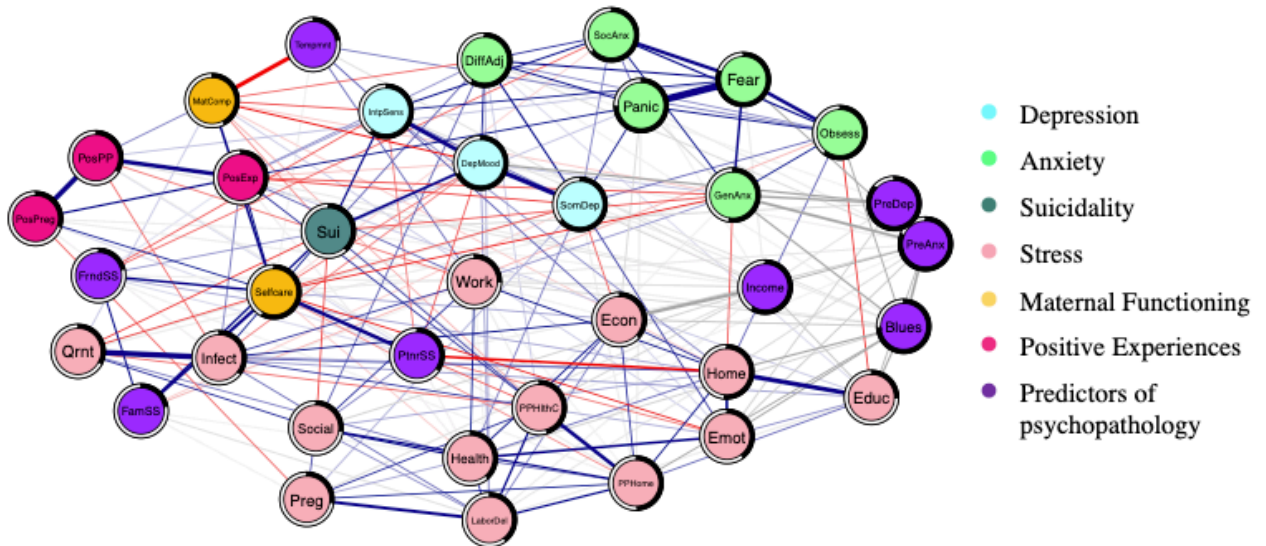 Tempmnt
SocAnx
DiffAdj
Fear
MatComp
Panic
IntpSens
Obsess
PosPP
DepMood
PosExp
GenAnx
SomDep
PreDep
PosPreg
Sui
PreAnx
FrndSS
Work
Selfcare
Income
Econ
Blues
Qrnt
Infect
PtnrSS
Home
Educ
FamSS
PPHlthC
Social
Emot
Health
PPHome
Preg
LaborDel
Depression
Anxiety
Suicidality
Stress
Maternal Functioning
Positive Experiences
Predictors of
psychopathology